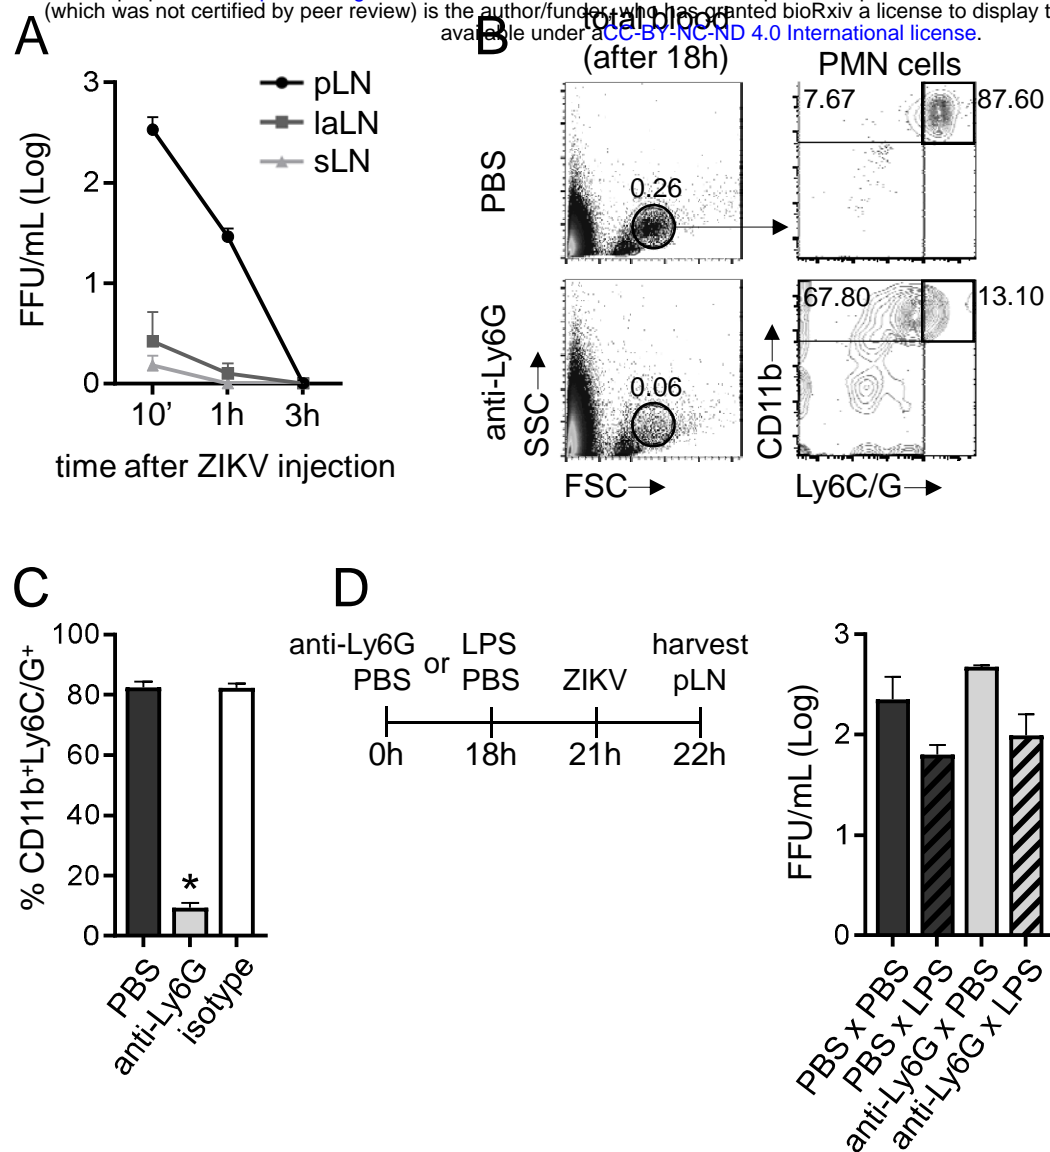 (which was not certified by peer review) is the author/funder, who has granted bioRxiv a license to display
available under aCC-BY-NC-ND 4.0 International license.
A
3
2
1
0
FFU/mL (Log)
pLN
laLN
sLN
10’
1h
3h
time after ZIKV injection
B
total blood
(after 18h)
PMN cells
PBS
0.26
7.67
87.60
anti-Ly6G
0.06
67.80
13.10
SSC
FSC
CD11b
Ly6C/G
C
100
80
60
40
20
0
% CD11b⁺Ly6C/G⁺
*
PBS
anti-Ly6G
isotype
D
anti-Ly6G or LPS
PBS PBS
ZIKV
harvest
pLN
0h 18h 21h 22h
3
2
1
0
FFU/mL (Log)
PBS x PBS
PBS x LPS
anti-Ly6G x PBS
anti-Ly6G x LPS